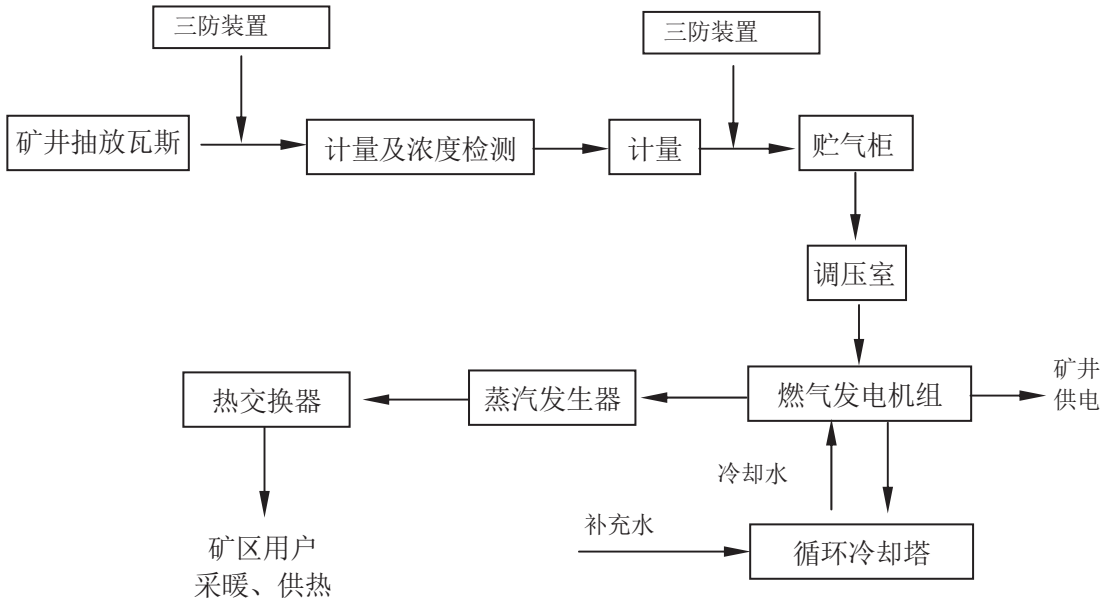 三防装置
三防装置
矿井抽放瓦斯
计量及浓度检测
计量
贮气柜
调压室
热交换器
蒸汽发生器
燃气发电机组
矿井
供电
冷却水
补充水
循环冷却塔
矿区用户
采暖、供热